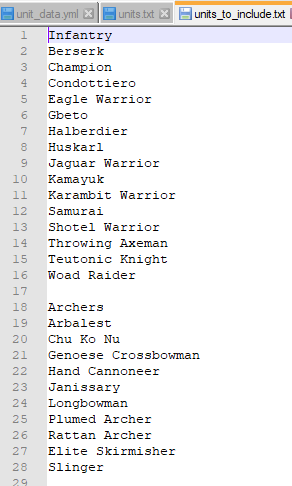 unit_data.yml units.txt units_to_include.txt
1 Infantry
2 Berserk
3 Champion
4 Condottiero
5 Eagle Warrior
6 Gbeto
7 Halberdier
8 Huskarl
9 Jaguar Warrior
10 Kamayuk
11 Karambit Warrior
12 Samurai
13 Shotel Warrior
14 Throwing Axeman
15 Teutonic Knight
16 Woad Raider
17
18 Archers
19 Arbalest
20 Chu Ko Nu
21 Genoese Crossbowman
22 Hand Cannoneer
23 Janissary
24 Longbowman
25 Plumed Archer
26 Rattan Archer
27 Elite Skirmisher
28 Slinger
29